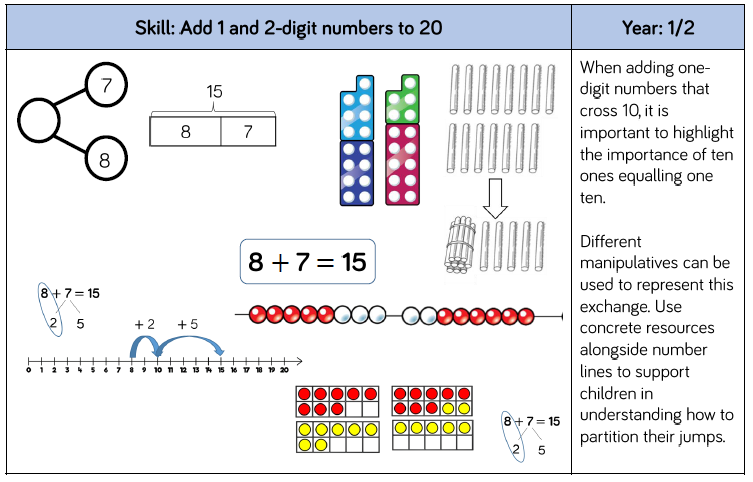 Skill: Add 1 and 2-digit numbers to 20
Year: 1/2
7
8
15
8 7
8 + 7 = 15
8 + 7 = 15
2 5
+ 2 + 5
0 1 2 3 4 5 6 7 8 9 10 11 12 13 14 15 16 17 18 19 20
8 + 7 = 15
2 5
When adding one-
digit numbers that
cross 10, it is
important to highlight
the importance of ten
ones equalling one
ten.
Different
manipulatives can be
used to represent this
exchange. Use
concrete resources
alongside number
lines to support
children in
understanding how to
partition their jumps.